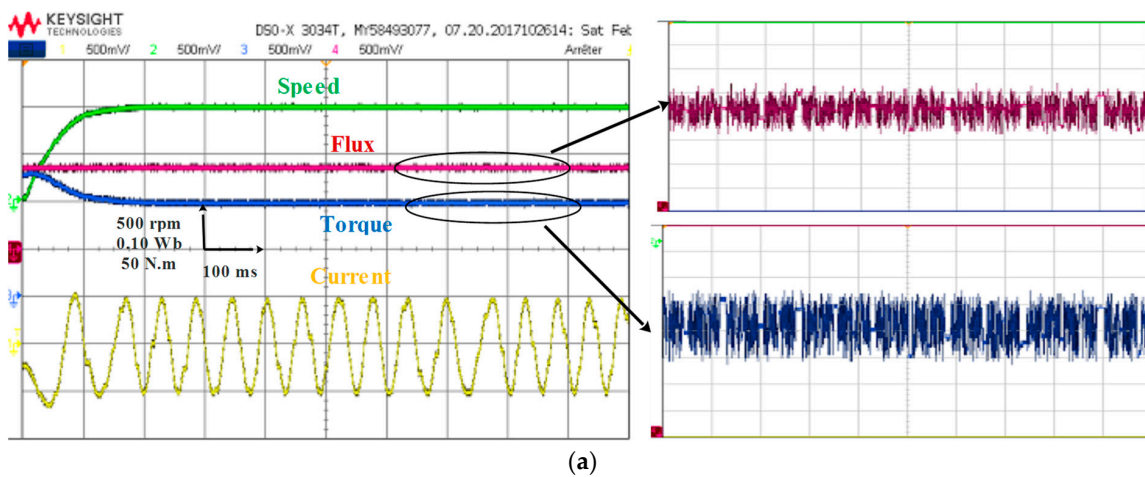 KEYSIGHT
TECHNOLOGIES
DSO-X 3034T, MY58493077, 07.20.2017102614: Sat Feb
1 500mV/ 2 500mV/ 3 500mV/ 4 500mV/ Arrêter
Speed
Flux
Torque
500 rpm
0,10 Wb
50 N.m
100 ms
Current
(a)